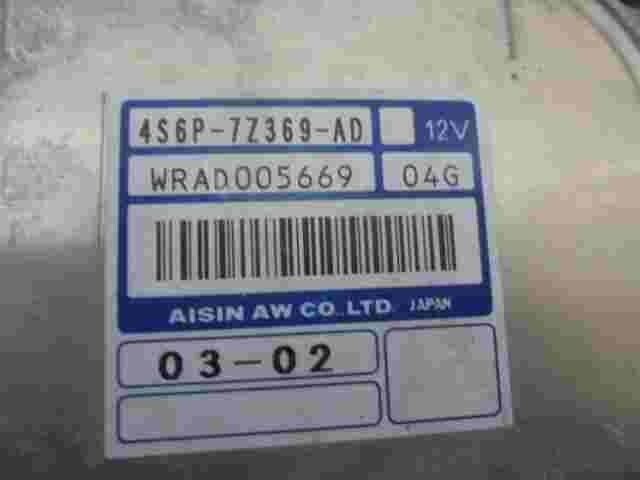 4S6P-7Z369-AD 12V
WRAD005669 04G
AISIN AW CO., LTD. JAPAN
03-02